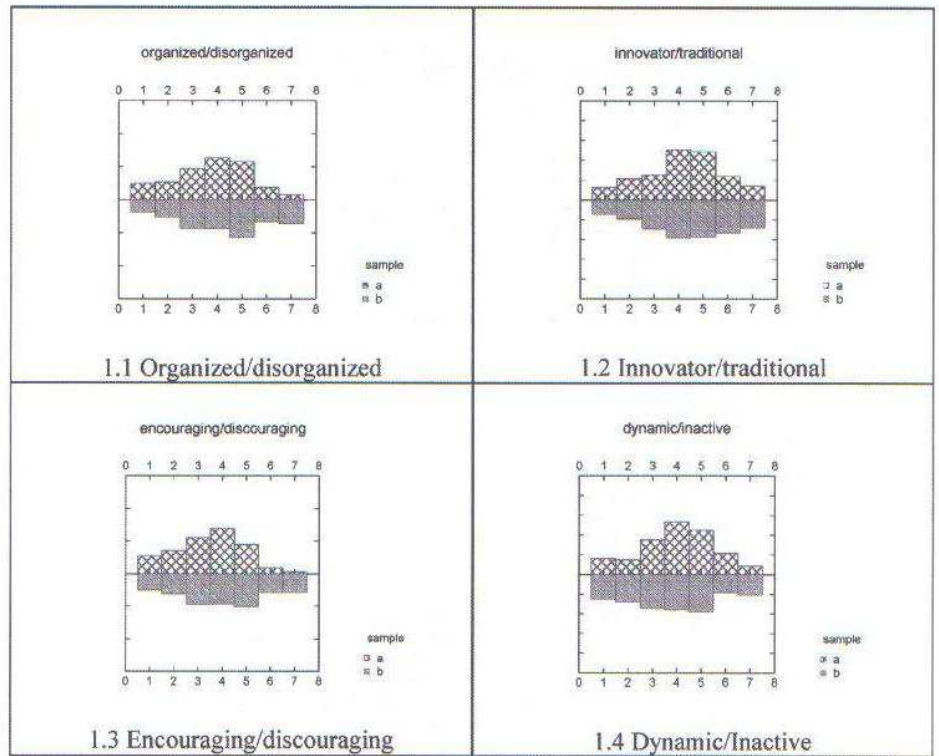 organized/disorganized
0 1 2 3 4 5 6 7 8
sample
a
b
0 1 2 3 4 5 6 7 8
1.1 Organized/disorganized
innovator/traditional
0 1 2 3 4 5 6 7 8
sample
a
b
0 1 2 3 4 5 6 7 8
1.2 Innovator/traditional
encouraging/discouraging
0 1 2 3 4 5 6 7 8
sample
a
b
0 1 2 3 4 5 6 7 8
1.3 Encouraging/discouraging
dynamic/inactive
0 1 2 3 4 5 6 7 8
sample
a
b
0 1 2 3 4 5 6 7 8
1.4 Dynamic/Inactive